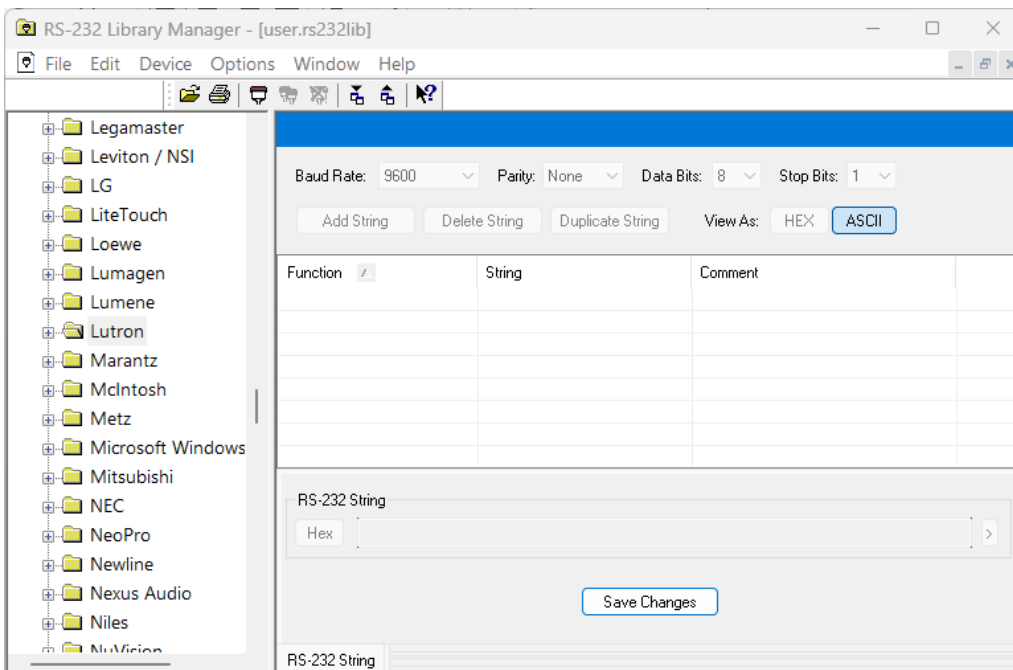 RS-232 Library Manager - [user.rs232lib]
File Edit Device Options Window Help
Legamaster
Leviton / NSI
LG
LiteTouch
Loewe
Lumagen
Lumene
Lutron
Marantz
McIntosh
Metz
Microsoft Windows
Mitsubishi
NEC
NeoPro
Newline
Nexus Audio
Niles
NuVision
Baud Rate: 9600 Parity: None Data Bits: 8 Stop Bits: 1
Add String Delete String Duplicate String View As: HEX ASCII
Function String Comment
RS-232 String
Hex >
Save Changes
RS-232 String